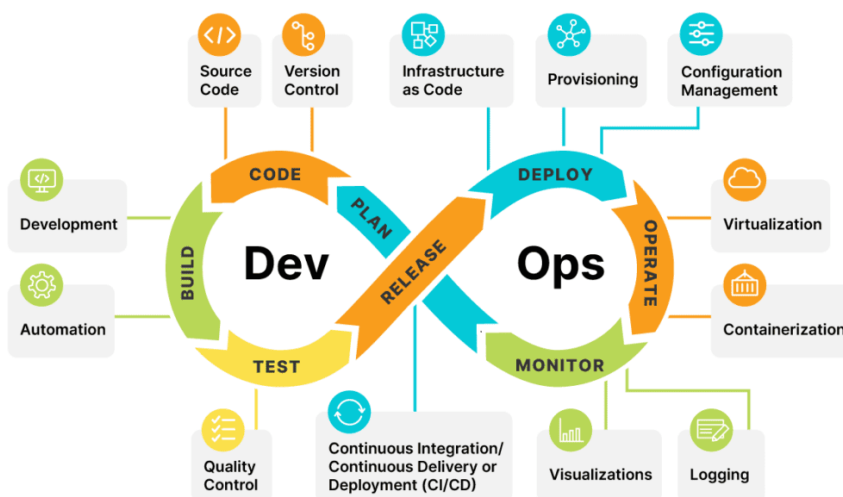 Source
Code
Version
Control
Infrastructure
as Code
Provisioning
Configuration
Management
CODE
PLAN
DEPLOY
Development
BUILD
Dev
RELEASE
Ops
OPERATE
Virtualization
Automation
Containerization
TEST
MONITOR
Quality
Control
Continuous Integration/
Continuous Delivery or
Deployment (CI/CD)
Visualizations
Logging